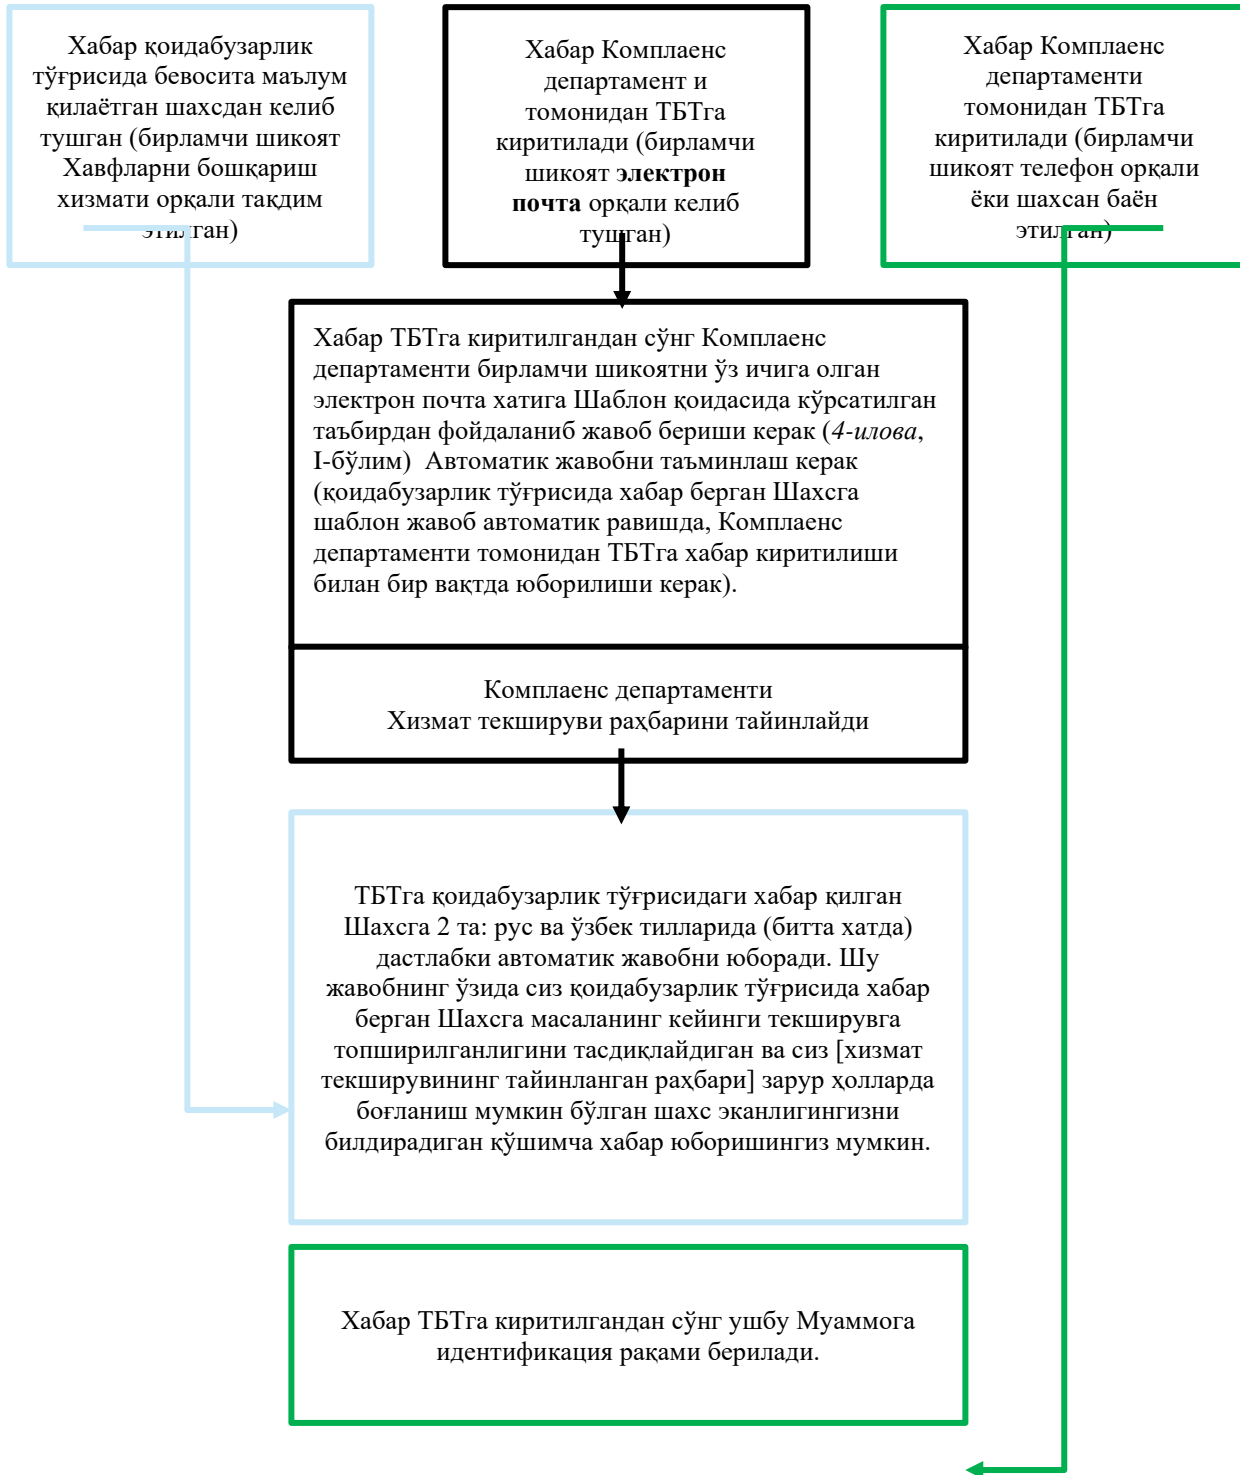 Хабар қоидабузарлик
тўғрисида бевосита маълум
қилаётган шахсдан келиб
тушган (бирламчи шикоят
Хавфларни бошқариш
хизмати орқали тақдим
этилган)
Хабар Комплаенс
департамент и
томонидан ТБТга
киритилади (бирламчи
шикоят электрон
почта орқали келиб
тушган)
Хабар Комплаенс
департаменти
томонидан ТБТга
киритилади (бирламчи
шикоят телефон орқали
ёки шахсан баён
этилган)
Хабар ТБТга киритилгандан сўнг Комплаенс
департаменти бирламчи шикоятни ўз ичига олган
электрон почта хатига Шаблон қоидасида кўрсатилган
таъбирдан фойдаланиб жавоб бериши керак (4-илова,
I-бўлим)  Автоматик жавобни таъминлаш керак
(қоидабузарлик тўғрисида хабар берган Шахсга
шаблон жавоб автоматик равишда, Комплаенс
департаменти томонидан ТБТга хабар киритилиши
билан бир вақтда юборилиши керак).
Комплаенс департаменти
Хизмат текшируви раҳбарини тайинлайди
ТБТга қоидабузарлик тўғрисидаги хабар қилган
Шахсга 2 та: рус ва ўзбек тилларида (битта хатда)
дастлабки автоматик жавобни юборади. Шу
жавобнинг ўзида сиз қоидабузарлик тўғрисида хабар
берган Шахсга масаланинг кейинги текширувга
топширилганлигини тасдиқлайдиган ва сиз [хизмат
текширувининг тайинланган раҳбари] зарур ҳолларда
боғланиш мумкин бўлган шахс эканлигингизни
билдирадиган қўшимча хабар юборишингиз мумкин.
Хабар ТБТга киритилгандан сўнг ушбу Муаммога
идентификация рақами берилади.